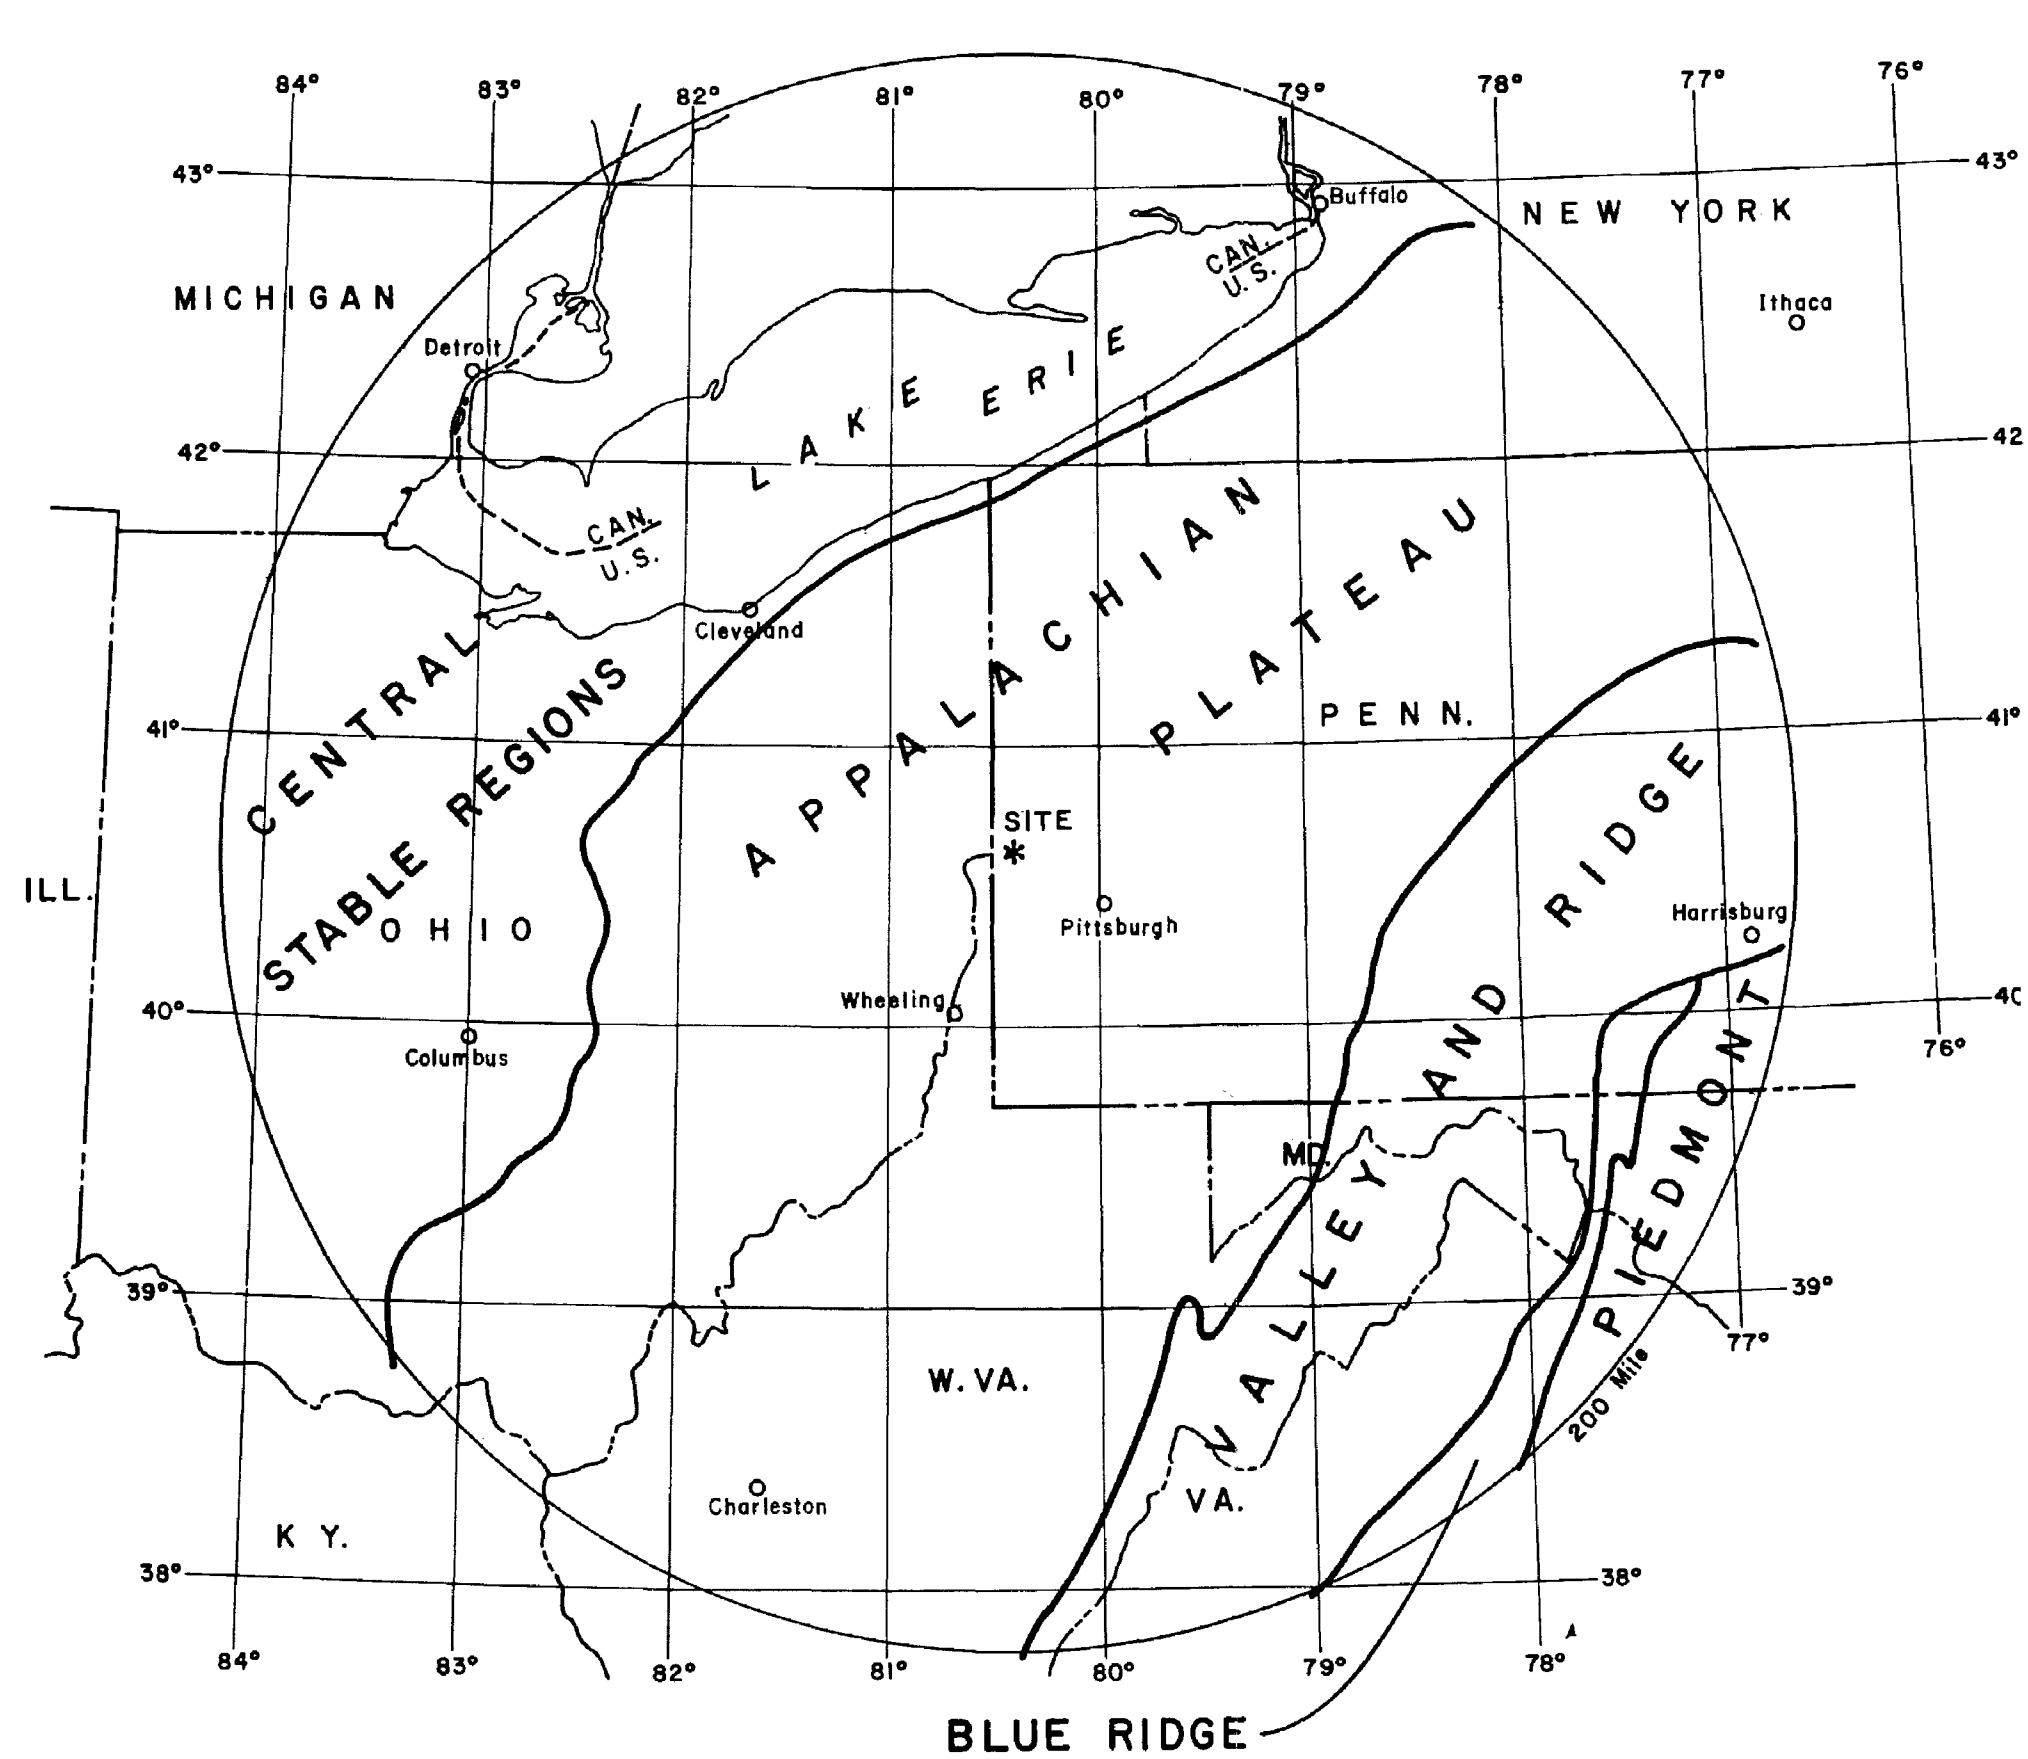 84°
83°
82°
81°
80°
79°
78°
77°
76°
43°
43°
NEW YORK
Buffalo
CAN.
U.S.
MICHIGAN
Ithaca
Detroit
LAKE ERIE
42°
42
CAN.
U.S.
Cleveland
CENTRAL
STABLE REGIONS
APPALACHIAN
PLATEAU
PENN.
41°
41°
SITE
*
ILL.
OHIO
Pittsburgh
Harrisburg
Wheeling
40°
40
Columbus
76°
VALLEY AND RIDGE
PIEDMONT
MD.
39°
39°
77°
W. VA.
200 Mile
Charleston
VA.
KY.
38°
38°
84°
83°
82°
81°
80°
79°
78°
BLUE RIDGE